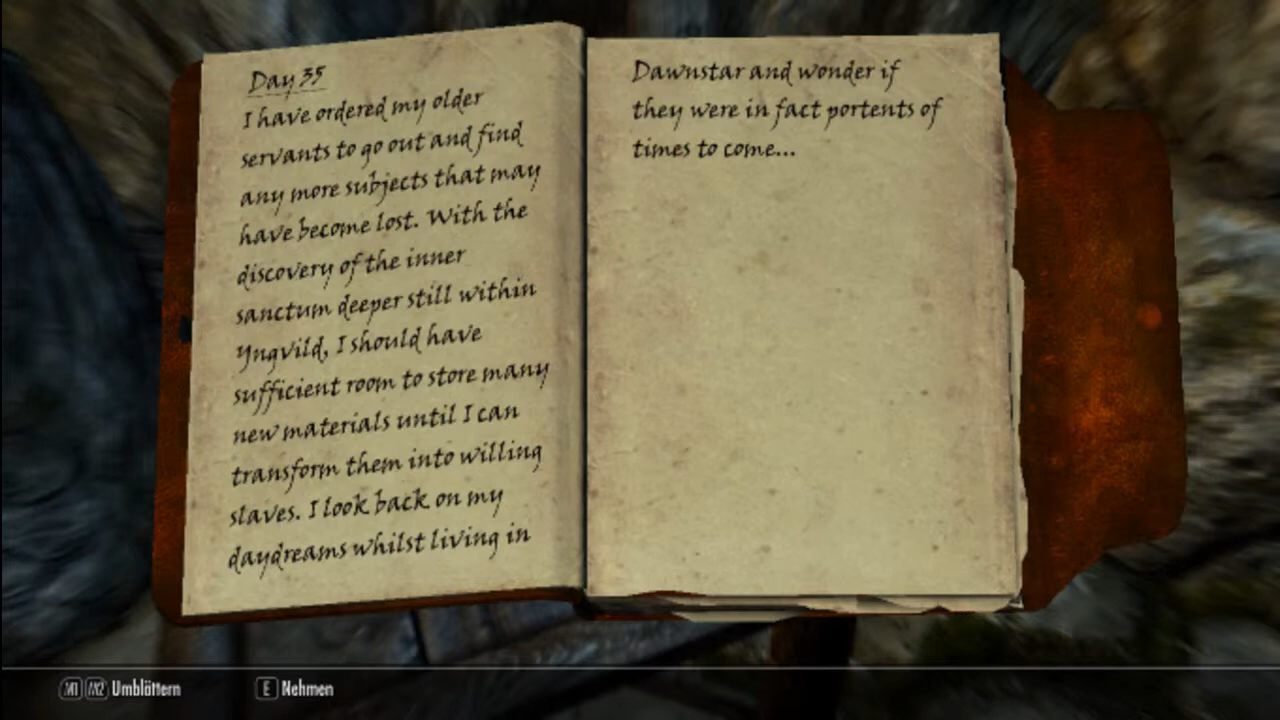 Day 35
I have ordered my older
servants to go out and find
any more subjects that may
have become lost. With the
discovery of the inner
sanctum deeper still within
Yngvild, I should have
sufficient room to store many
new materials until I can
transform them into willing
slaves. I look back on my
daydreams whilst living in
Dawnstar and wonder if
they were in fact portents of
times to come...
M1 M2 Umblättern E Nehmen